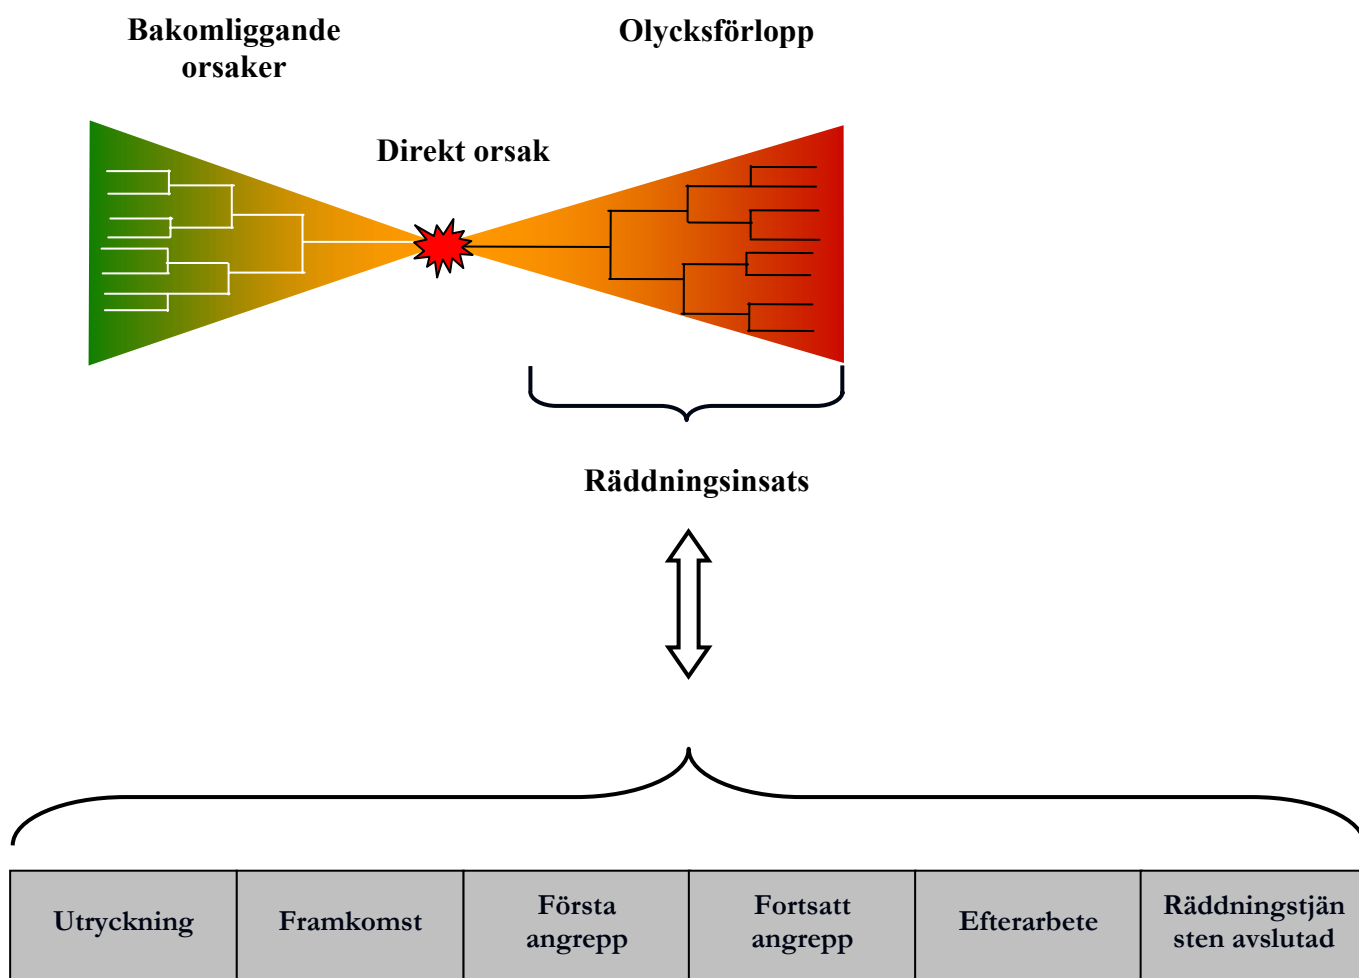 Bakomliggande
orsaker
Olycksförlopp
Direkt orsak
Räddningsinsats
Utryckning
Framkomst
Första
angrepp
Fortsatt
angrepp
Efterarbete
Räddningstjän
sten avslutad